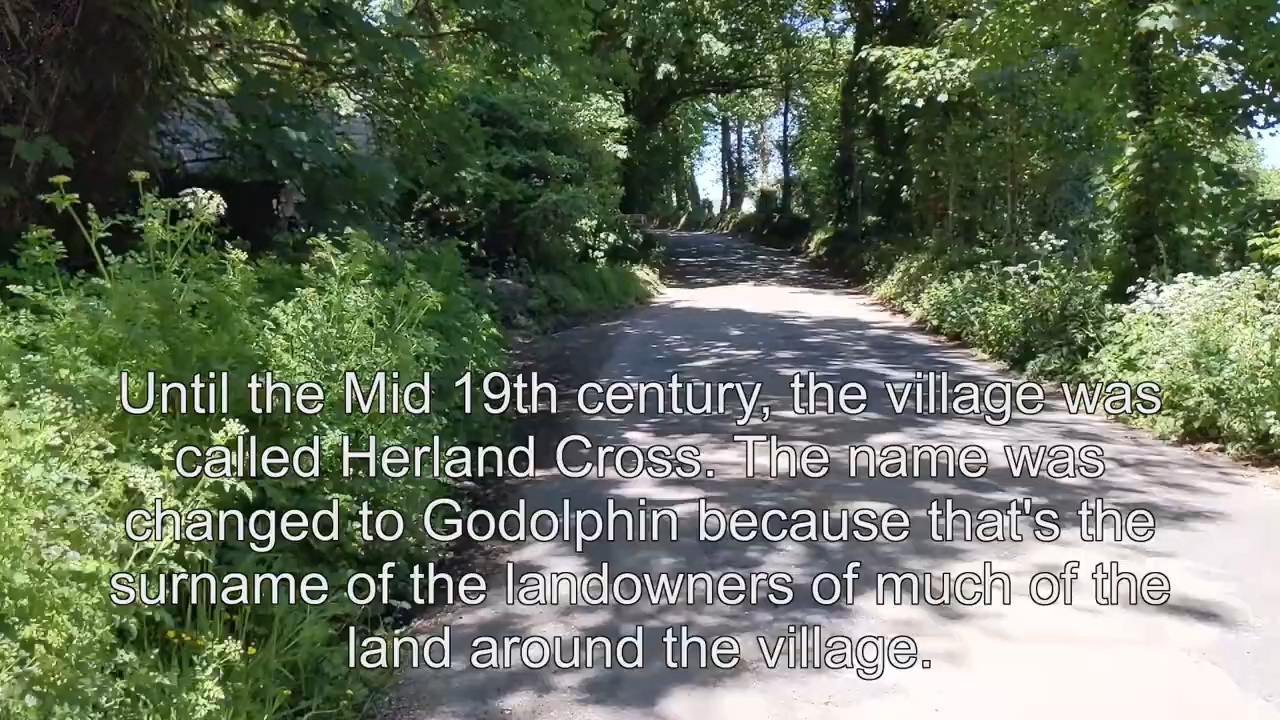 Until the Mid 19th century, the village was
called Herland Cross. The name was
changed to Godolphin because that's the
surname of the landowners of much of the
land around the village.